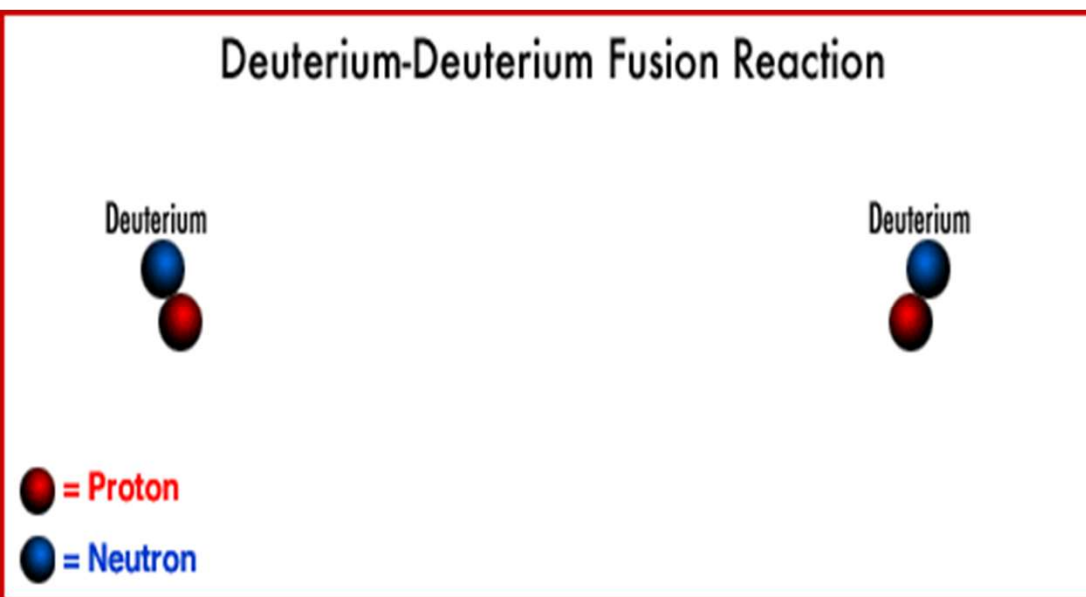 Deuterium-Deuterium Fusion Reaction
Deuterium
Deuterium
= Proton
= Neutron